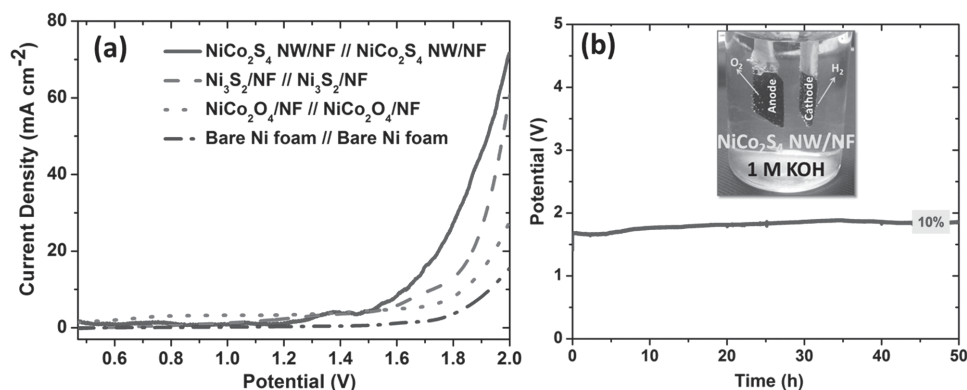 (a)
NiCo₂S₄ NW/NF // NiCo₂S₄ NW/NF
Ni₃S₂/NF // Ni₃S₂/NF
NiCo₂O₄/NF // NiCo₂O₄/NF
Bare Ni foam // Bare Ni foam
Current Density (mA cm⁻²)
80
60
40
20
0
0.6 0.8 1.0 1.2 1.4 1.6 1.8 2.0
Potential (V)
(b)
O₂
Anode
Cathode
H₂
NiCo₂S₄ NW/NF
1 M KOH
10%
Potential (V)
5
4
3
2
1
0
0 10 20 30 40 50
Time (h)